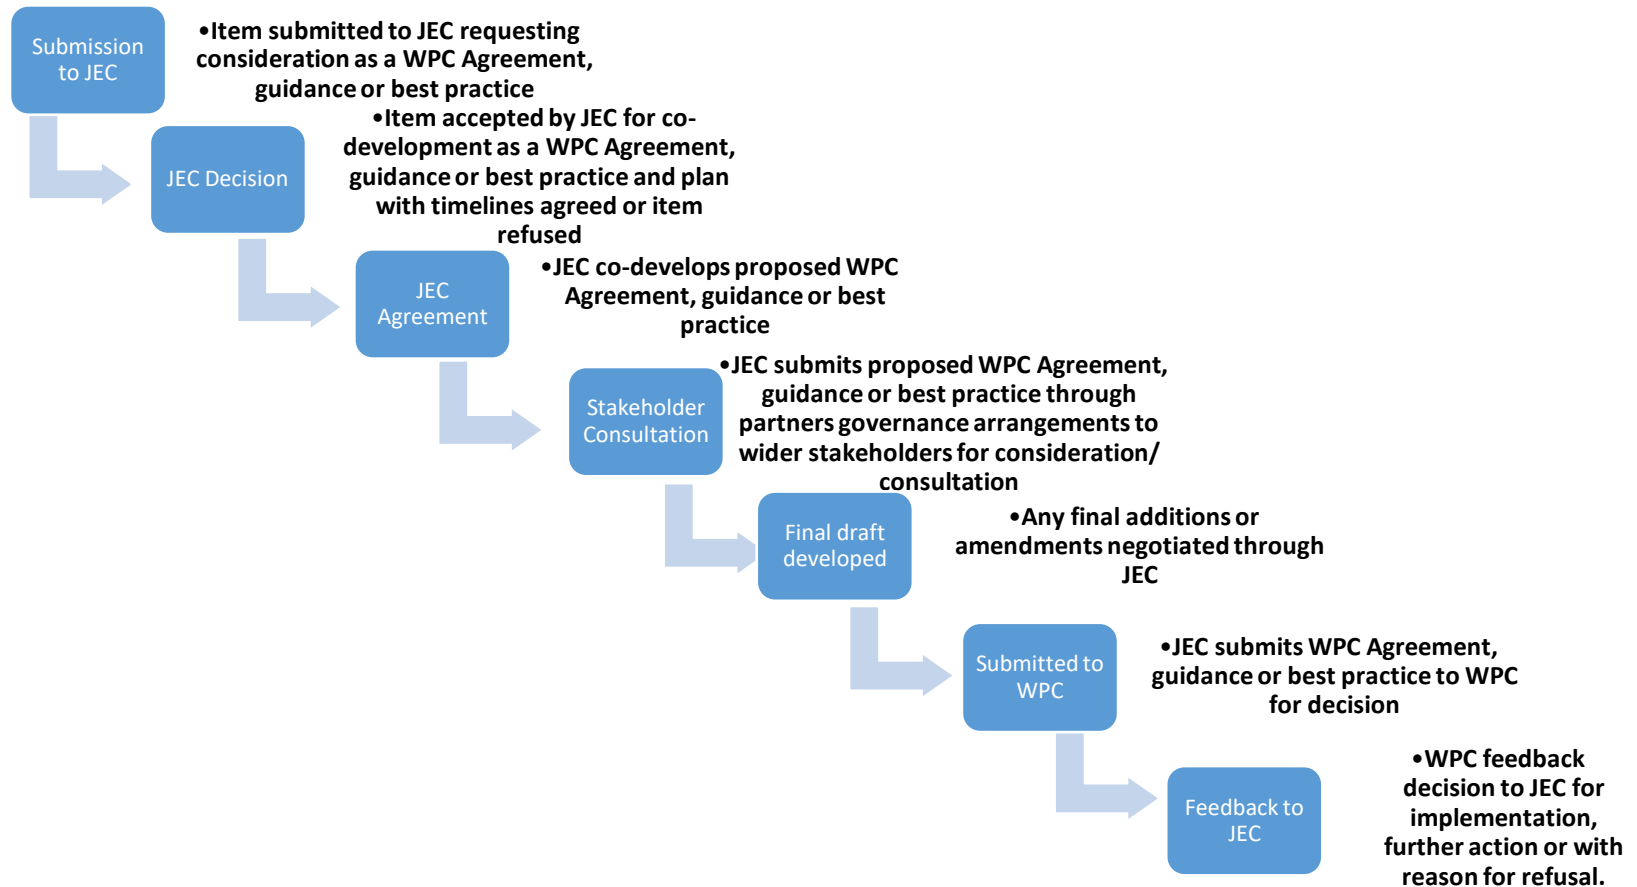 Submission
to JEC
•Item submitted to JEC requesting
consideration as a WPC Agreement,
guidance or best practice
JEC Decision
•Item accepted by JEC for co-
development as a WPC Agreement,
guidance or best practice and plan
with timelines agreed or item
refused
JEC
Agreement
•JEC co-develops proposed WPC
Agreement, guidance or best
practice
Stakeholder
Consultation
•JEC submits proposed WPC Agreement,
guidance or best practice through
partners governance arrangements to
wider stakeholders for consideration/
consultation
Final draft
developed
•Any final additions or
amendments negotiated through
JEC
Submitted to
WPC
•JEC submits WPC Agreement,
guidance or best practice to WPC
for decision
Feedback to
JEC
•WPC feedback
decision to JEC for
implementation,
further action or with
reason for refusal.